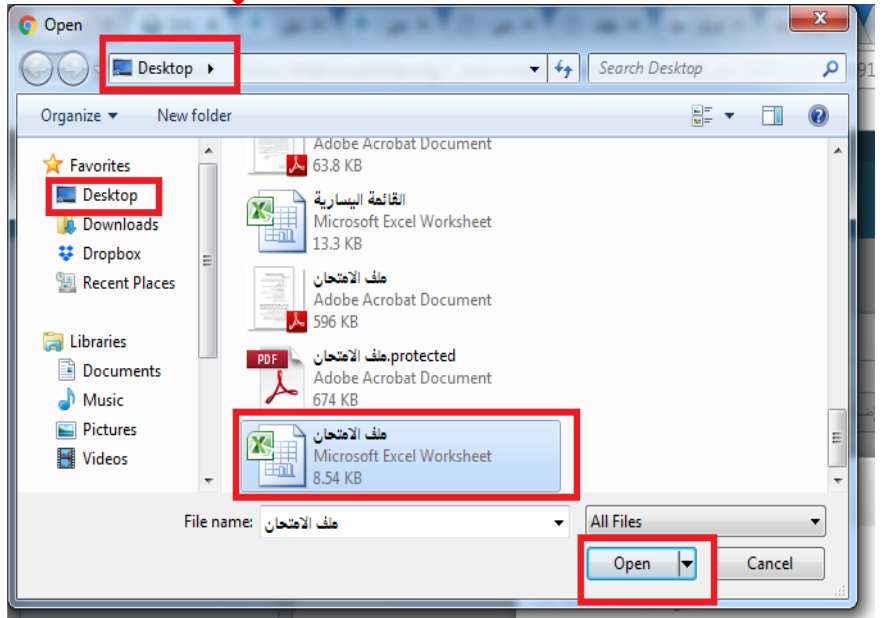 Open
Desktop
Search Desktop
91
Organize
New folder
Favorites
Desktop
Downloads
Dropbox
Recent Places
Libraries
Documents
Music
Pictures
Videos
Adobe Acrobat Document
63.8 KB
القائمة اليسارية
Microsoft Excel Worksheet
13.3 KB
ملف الامتحان
Adobe Acrobat Document
596 KB
PDF
ملف الامتحان.protected
Adobe Acrobat Document
674 KB
ملف الامتحان
Microsoft Excel Worksheet
8.54 KB
File name: ملف الامتحان
All Files
Open
Cancel